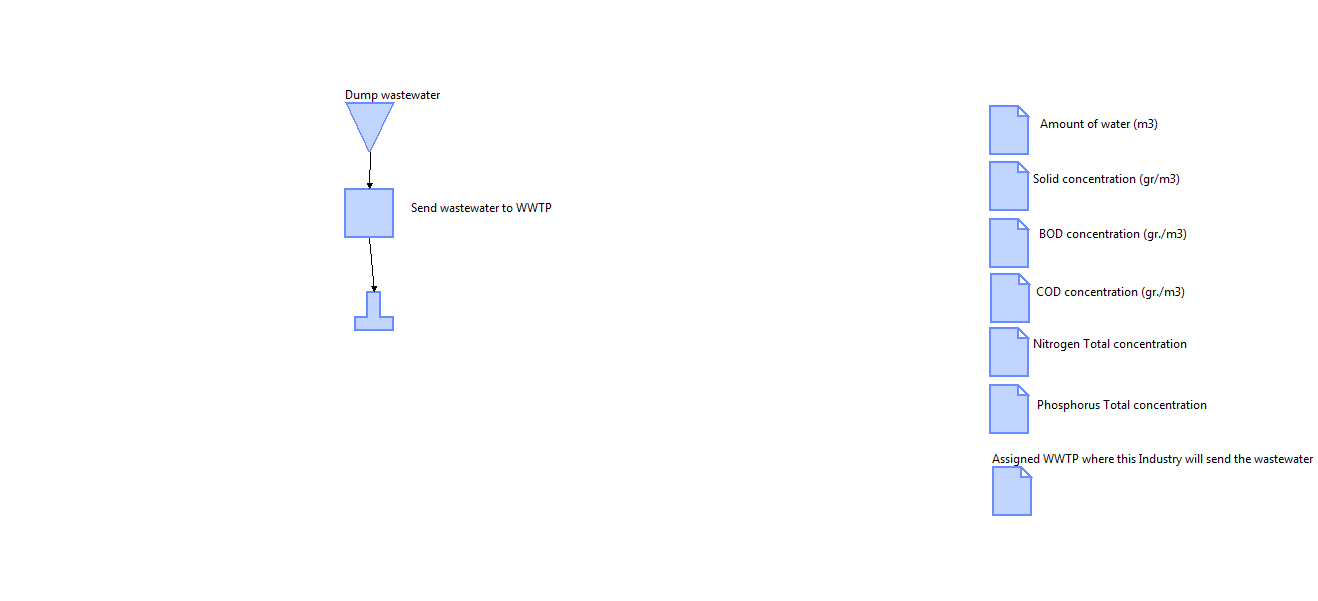 Dump wastewater
Send wastewater to WWTP
Amount of water (m3)
Solid concentration (gr/m3)
BOD concentration (gr./m3)
COD concentration (gr./m3)
Nitrogen Total concentration
Phosphorus Total concentration
Assigned WWTP where this Industry will send the wastewater